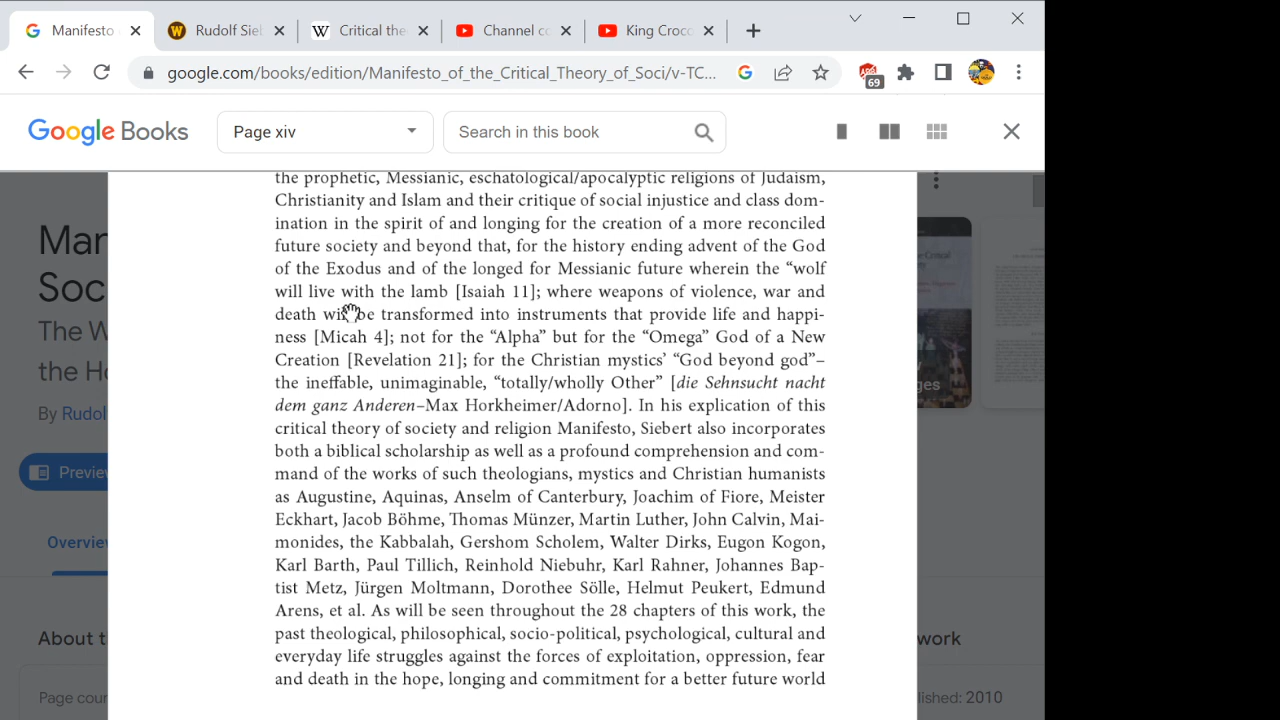 Manifesto
Rudolf Siel
Critical the
Channel co
King Croco
google.com/books/edition/Manifesto_of_the_Critical_Theory_of_Soci/v-TC...
69
Google Books
Page xiv
Search in this book
Man
Soc
The W
the Ho
By Rudol
Preview
Overview
About t
Page coun
ges
work
lished: 2010
the prophetic, Messianic, eschatological/apocalyptic religions of Judaism,
Christianity and Islam and their critique of social injustice and class dom-
ination in the spirit of and longing for the creation of a more reconciled
future society and beyond that, for the history ending advent of the God
of the Exodus and of the longed for Messianic future wherein the “wolf
will live with the lamb [Isaiah 11]; where weapons of violence, war and
death will be transformed into instruments that provide life and happi-
ness [Micah 4]; not for the “Alpha” but for the “Omega” God of a New
Creation [Revelation 21]; for the Christian mystics’ “God beyond god”–
the ineffable, unimaginable, “totally/wholly Other” [die Sehnsucht nacht
dem ganz Anderen–Max Horkheimer/Adorno]. In his explication of this
critical theory of society and religion Manifesto, Siebert also incorporates
both a biblical scholarship as well as a profound comprehension and com-
mand of the works of such theologians, mystics and Christian humanists
as Augustine, Aquinas, Anselm of Canterbury, Joachim of Fiore, Meister
Eckhart, Jacob Böhme, Thomas Münzer, Martin Luther, John Calvin, Mai-
monides, the Kabbalah, Gershom Scholem, Walter Dirks, Eugon Kogon,
Karl Barth, Paul Tillich, Reinhold Niebuhr, Karl Rahner, Johannes Bap-
tist Metz, Jürgen Moltmann, Dorothee Sölle, Helmut Peukert, Edmund
Arens, et al. As will be seen throughout the 28 chapters of this work, the
past theological, philosophical, socio-political, psychological, cultural and
everyday life struggles against the forces of exploitation, oppression, fear
and death in the hope, longing and commitment for a better future world